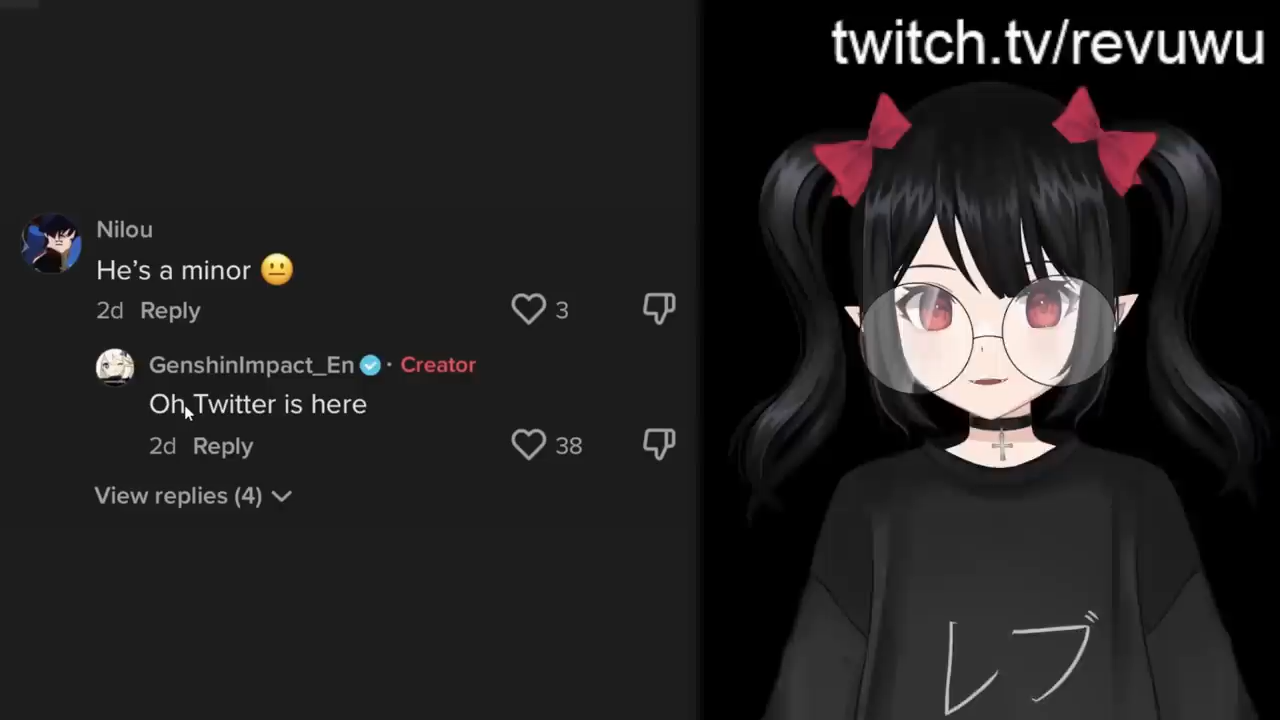 twitch.tv/revuwu
Nilou
He’s a minor 😐
2d Reply 3
GenshinImpact_En · Creator
Oh Twitter is here
2d Reply 38
View replies (4)
レブ